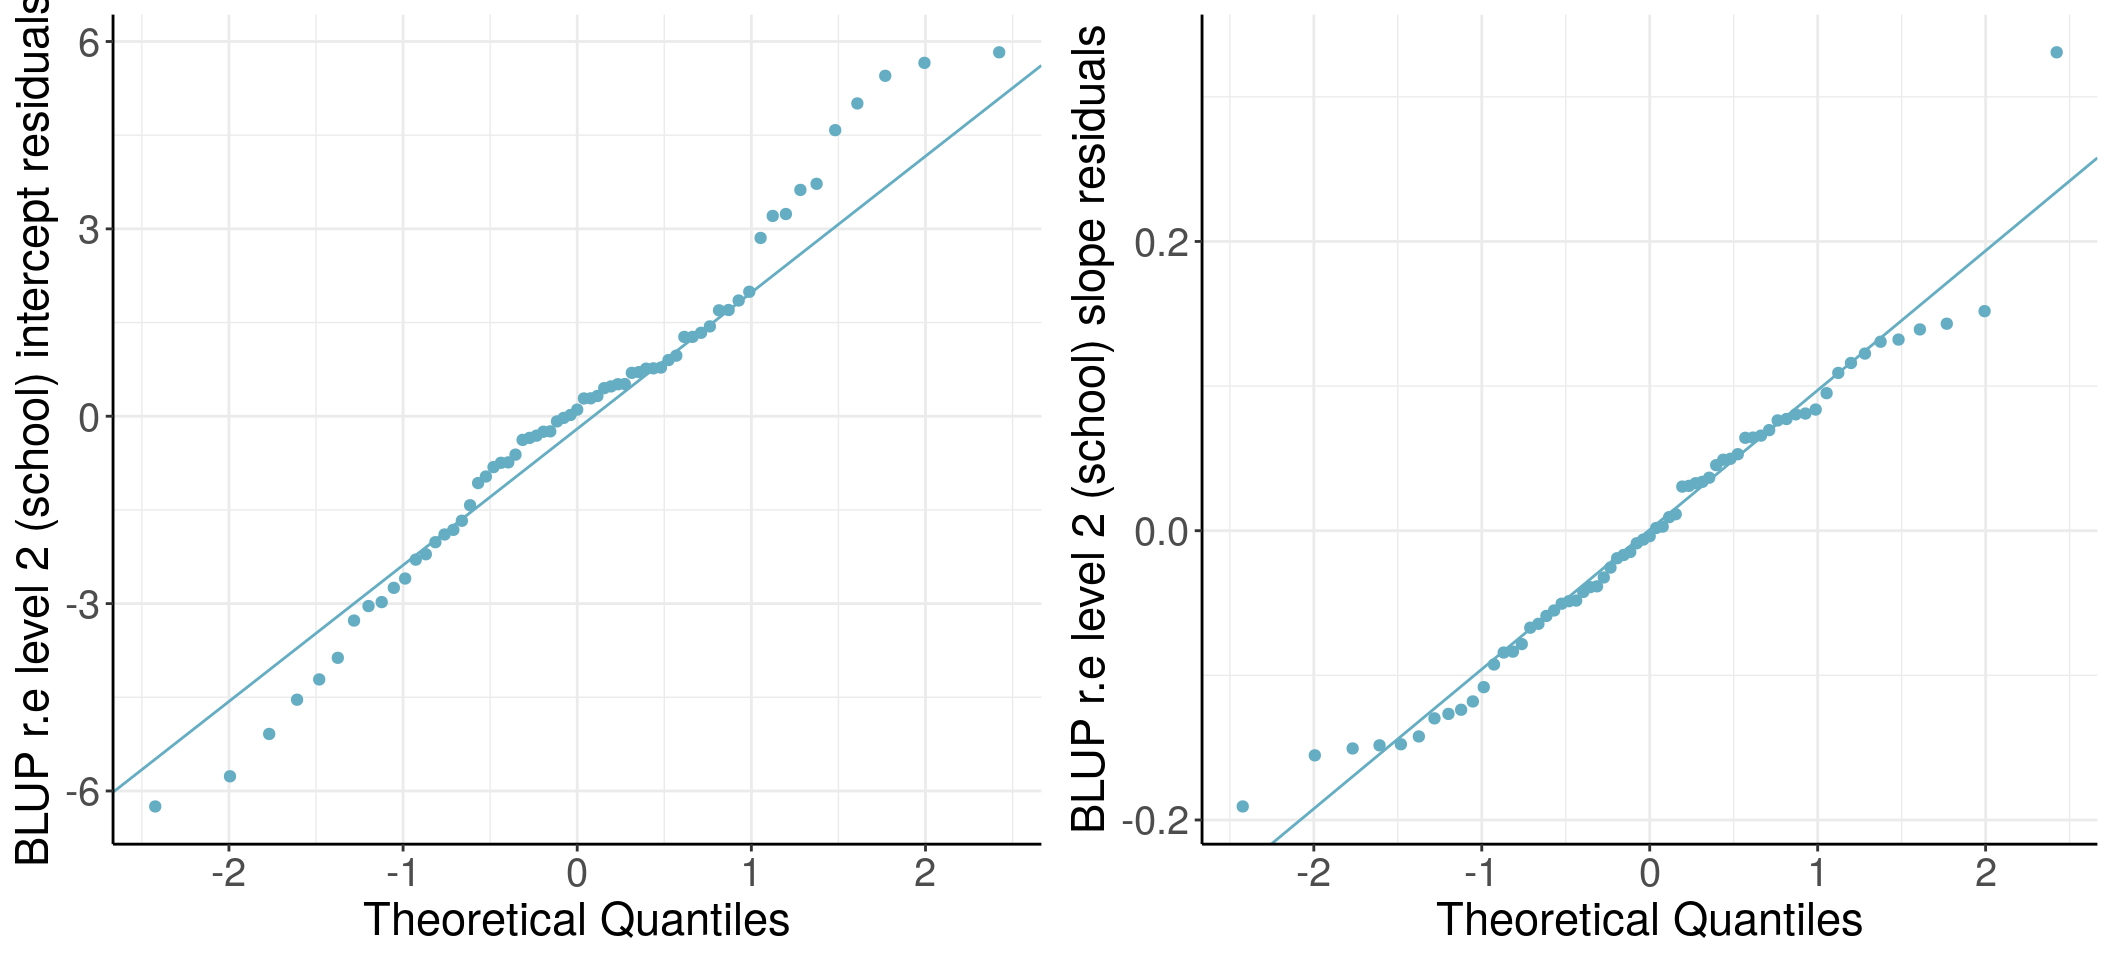 BLUP r.e level 2 (school) intercept residuals
6
3
0
-3
-6
-2 -1 0 1 2
Theoretical Quantiles
BLUP r.e level 2 (school) slope residuals
0.2
0.0
-0.2
-2 -1 0 1 2
Theoretical Quantiles